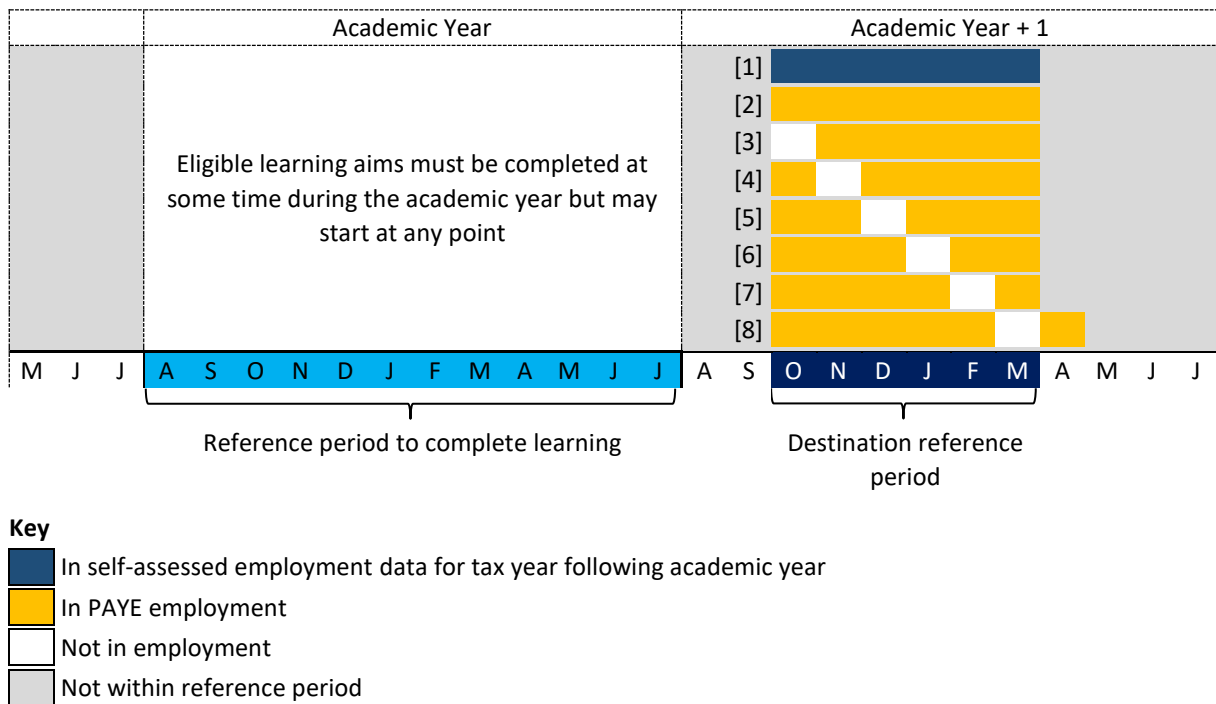 Academic Year
Academic Year + 1
[1]
[2]
[3]
[4]
[5]
[6]
[7]
[8]
Eligible learning aims must be completed at
some time during the academic year but may
start at any point
M J J A S O N D J F M A M J J A S O N D J F M A M J J
Reference period to complete learning
Destination reference
period
Key
In self-assessed employment data for tax year following academic year
In PAYE employment
Not in employment
Not within reference period